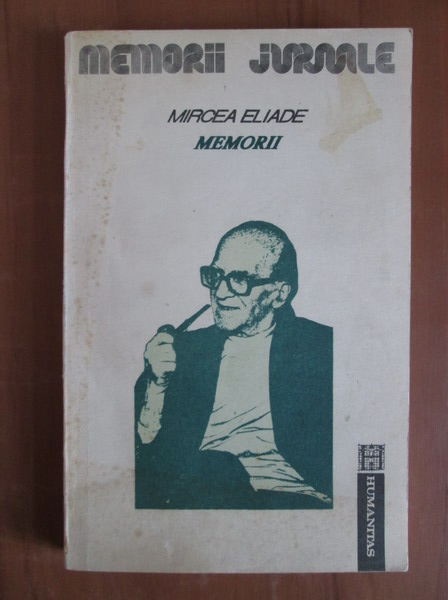 MEMORII JURNALE
MIRCEA ELIADE
MEMORII
HUMANITAS